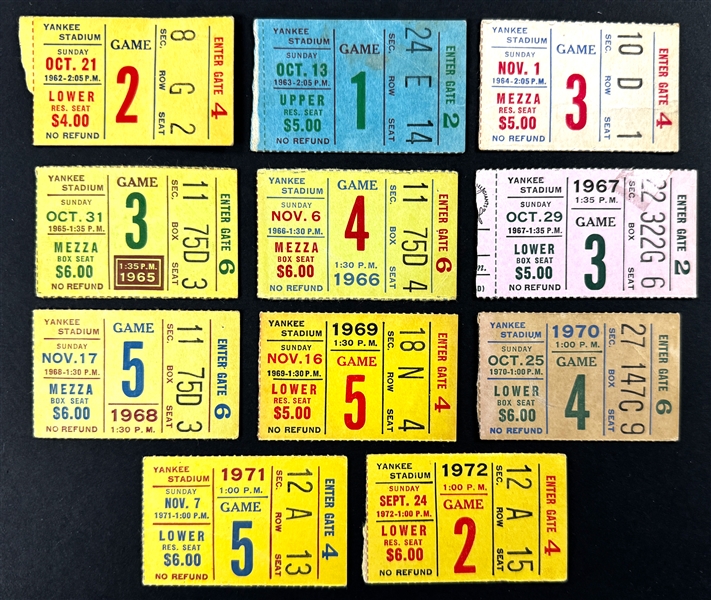 YANKEE STADIUM
SUNDAY
OCT. 21
1962-2:05 P.M.
LOWER
RES. SEAT
$4.00
NO REFUND
GAME
2
SEC. 8
ROW G
SEAT 2
ENTER GATE 4
YANKEE STADIUM
SUNDAY
OCT. 13
1963-2:05 P.M.
UPPER
RES. SEAT
$5.00
NO REFUND
GAME
1
SEC. 24
ROW E
SEAT 14
ENTER GATE 2
YANKEE STADIUM
SUNDAY
NOV. 1
1964-2:05 P.M.
MEZZA
RES. SEAT
$5.00
NO REFUND
GAME
3
SEC. 10
ROW D
SEAT 1
ENTER GATE 4
YANKEE STADIUM
SUNDAY
OCT. 31
1965-1:35 P.M.
MEZZA
BOX SEAT
$6.00
NO REFUND
GAME
3
1:35 P.M.
1965
SEC. 11
BOX 75D
SEAT 3
ENTER GATE 6
YANKEE STADIUM
SUNDAY
NOV. 6
1966-1:30 P.M.
MEZZA
BOX SEAT
$6.00
NO REFUND
GAME
4
1:30 P.M.
1966
SEC. 11
BOX 75D
SEAT 4
ENTER GATE 6
YANKEE STADIUM
SUNDAY
OCT. 29
1967-1:35 P.M.
LOWER
BOX SEAT
$5.00
NO REFUND
1967
1:35 P.M.
GAME
3
SEC. 22
BOX 322G
SEAT 6
ENTER GATE 2
YANKEE STADIUM
SUNDAY
NOV. 17
1968-1:30 P.M.
MEZZA
BOX SEAT
$6.00
NO REFUND
GAME
5
1968
1:30 P.M.
SEC. 11
BOX 75D
SEAT 3
ENTER GATE 6
YANKEE STADIUM
SUNDAY
NOV. 16
1969-1:30 P.M.
LOWER
RES. SEAT
$5.00
NO REFUND
1969
1:30 P.M.
GAME
5
SEC. 18
ROW N
SEAT 4
ENTER GATE 4
YANKEE STADIUM
SUNDAY
OCT. 25
1970-1:00 P.M.
LOWER
BOX SEAT
$6.00
NO REFUND
1970
1:00 P.M.
GAME
4
SEC. 27
BOX 147C
SEAT 9
ENTER GATE 6
YANKEE STADIUM
SUNDAY
NOV. 7
1971-1:00 P.M.
LOWER
RES. SEAT
$6.00
NO REFUND
1971
1:00 P.M.
GAME
5
SEC. 12
ROW A
SEAT 13
ENTER GATE 4
YANKEE STADIUM
SUNDAY
SEPT. 24
1972-1:00 P.M.
LOWER
RES. SEAT
$6.00
NO REFUND
1972
1:00 P.M.
GAME
2
SEC. 12
ROW A
SEAT 15
ENTER GATE 4